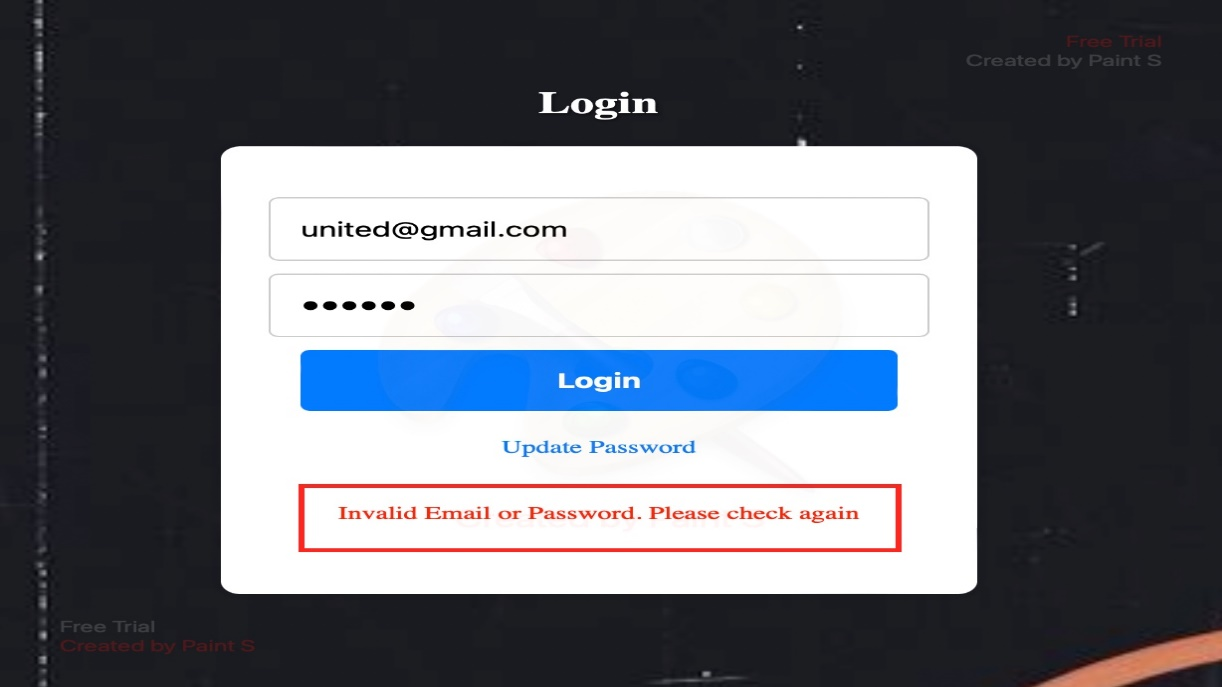 Free Trial
Created by Paint S
Login
united@gmail.com
••••••
Login
Update Password
Invalid Email or Password. Please check again
Free Trial
Created by Paint S